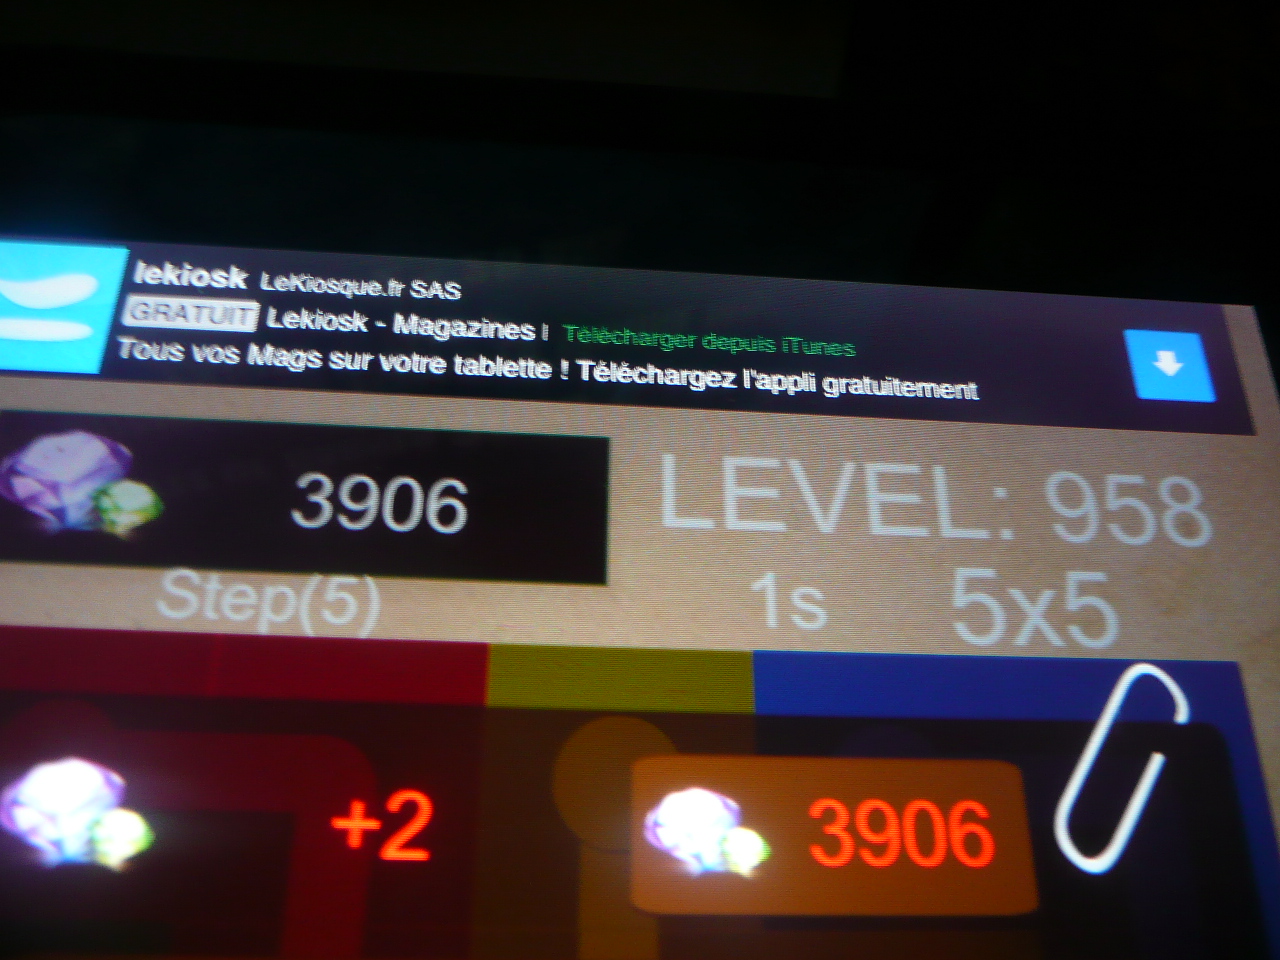 lekiosk LeKiosque.fr SAS
GRATUIT Lekiosk - Magazines | Télécharger depuis iTunes
Tous vos Mags sur votre tablette ! Téléchargez l'appli gratuitement
3906
LEVEL: 958
Step(5)
1s
5x5
+2
3906